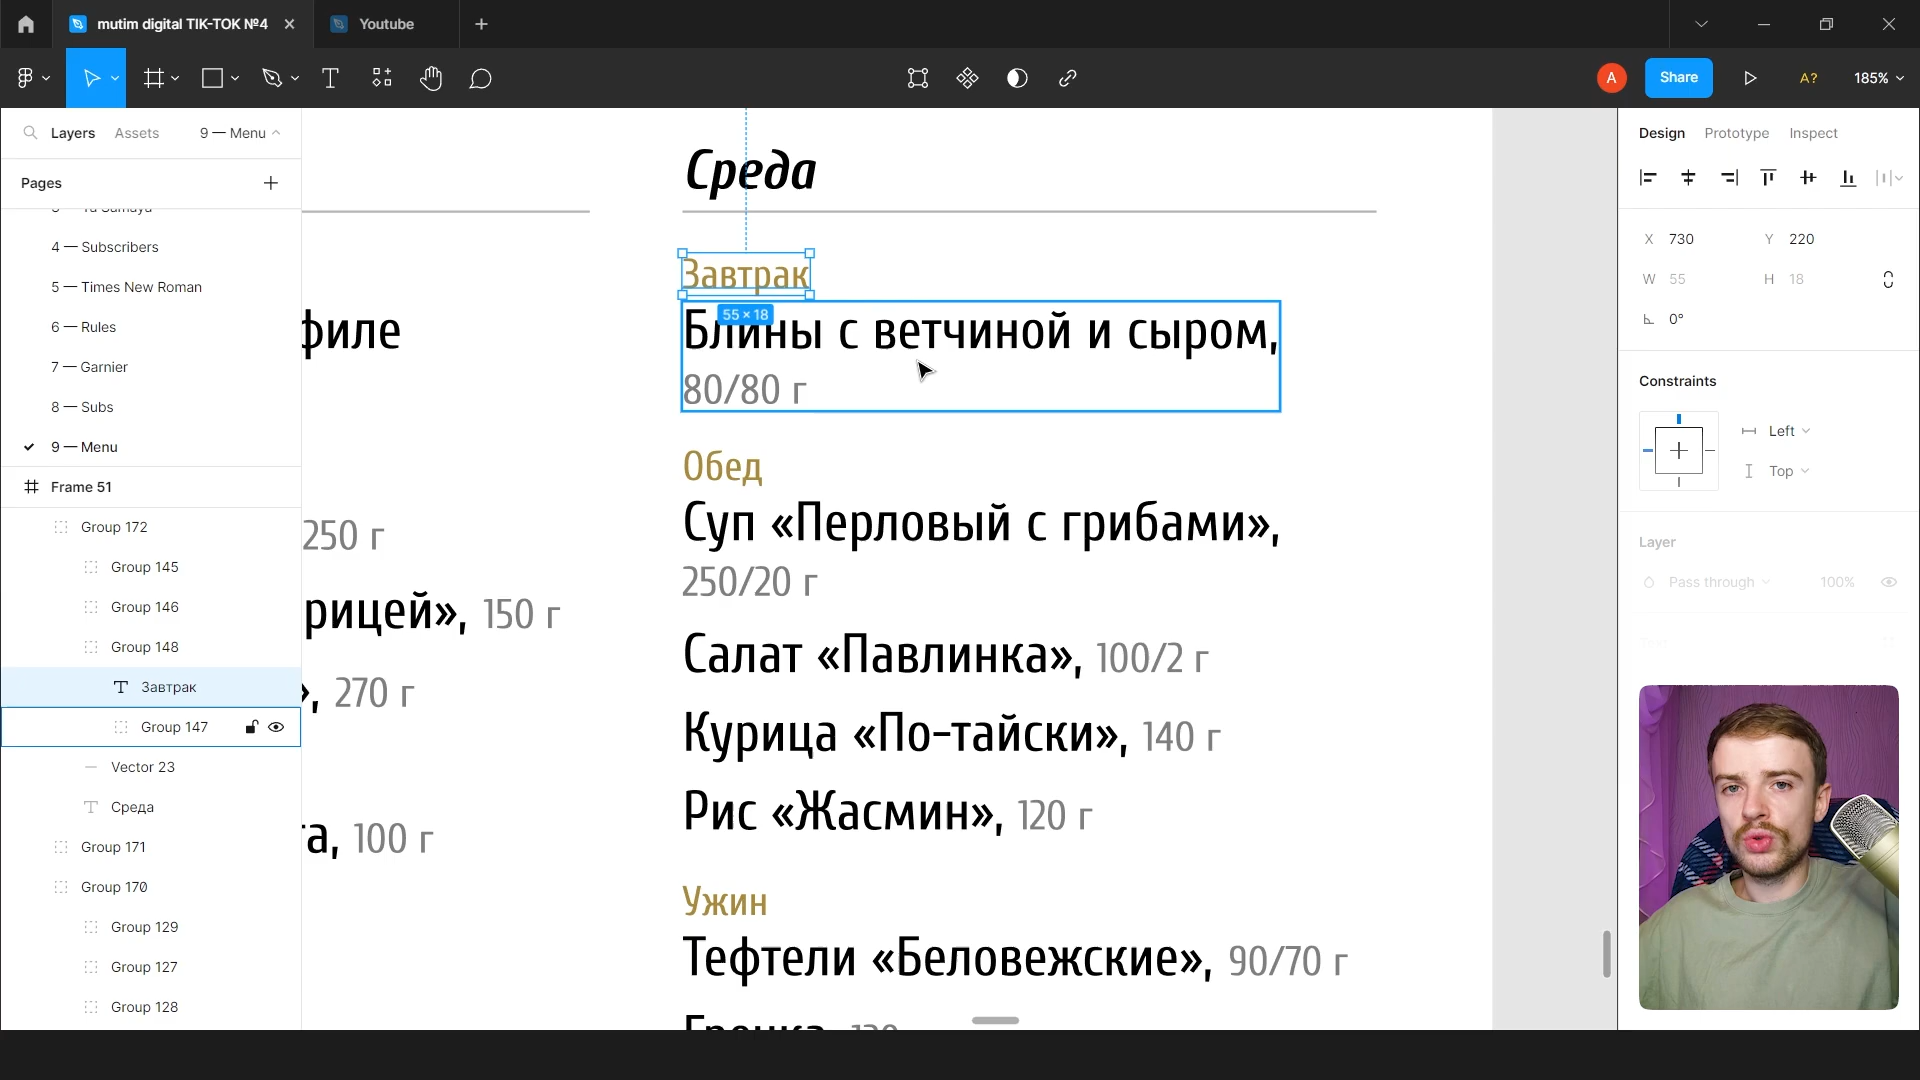 mutim digital TIK-TOK №4
Youtube
Share
A
A?
185%
Layers
Assets
9 — Menu
Pages
4 — Subscribers
5 — Times New Roman
6 — Rules
7 — Garnier
8 — Subs
9 — Menu
Frame 51
Group 172
Group 145
Group 146
Group 148
Завтрак
Group 147
Vector 23
Среда
Group 171
Group 170
Group 129
Group 127
Group 128
филе
250 г
рицей», 150 г
», 270 г
та, 100 г
Среда
Завтрак
55 × 18
Блины с ветчиной и сыром,
80/80 г
Обед
Суп «Перловый с грибами»,
250/20 г
Салат «Павлинка», 100/2 г
Курица «По-тайски», 140 г
Рис «Жасмин», 120 г
Ужин
Тефтели «Беловежские», 90/70 г
Design
Prototype
Inspect
X 730
Y 220
W 55
H 18
0°
Constraints
Left
Top
Layer
Pass through
100%